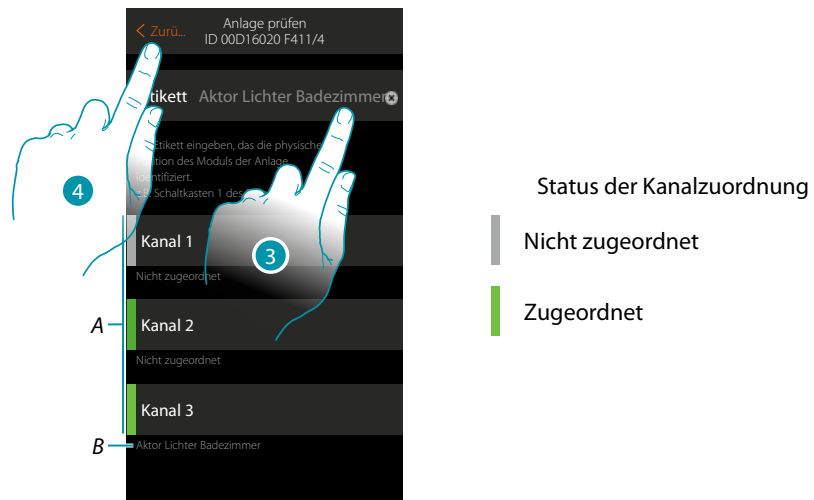 Zurü...
Anlage prüfen
ID 00D16020 F411/4
tikett Aktor Lichter Badezimmer
Etikett eingeben, das die physische
tion des Moduls der Anlage
entifiziert.
Schaltkasten 1 des
4
3
Kanal 1
Nicht zugeordnet
Kanal 2
Nicht zugeordnet
Kanal 3
Aktor Lichter Badezimmer
A
B
Status der Kanalzuordnung
Nicht zugeordnet
Zugeordnet